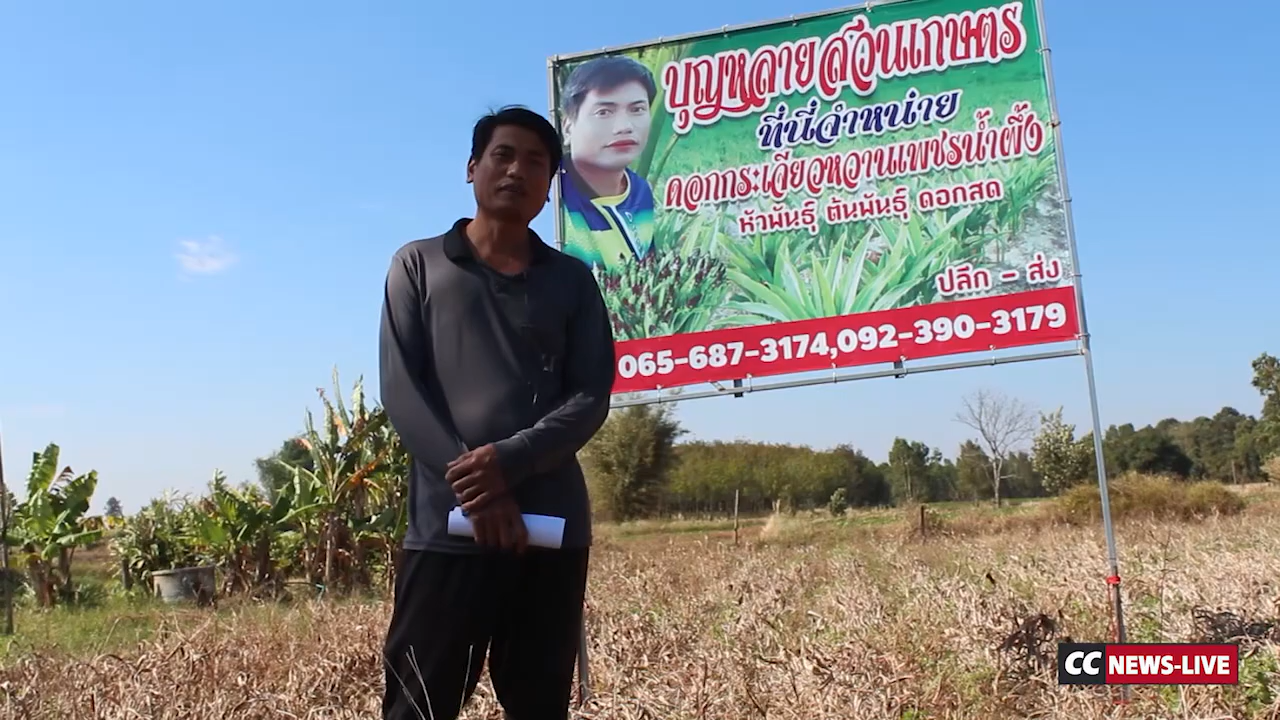 บุญหลายสวนเกษตร
ที่นี่จำหน่าย
ดอกกระเจียวหวานเพชรน้ำผึ้ง
หัวพันธุ์ ต้นพันธุ์ ดอกสด
ปลีก - ส่ง
065-687-3174,092-390-3179
CC NEWS-LIVE